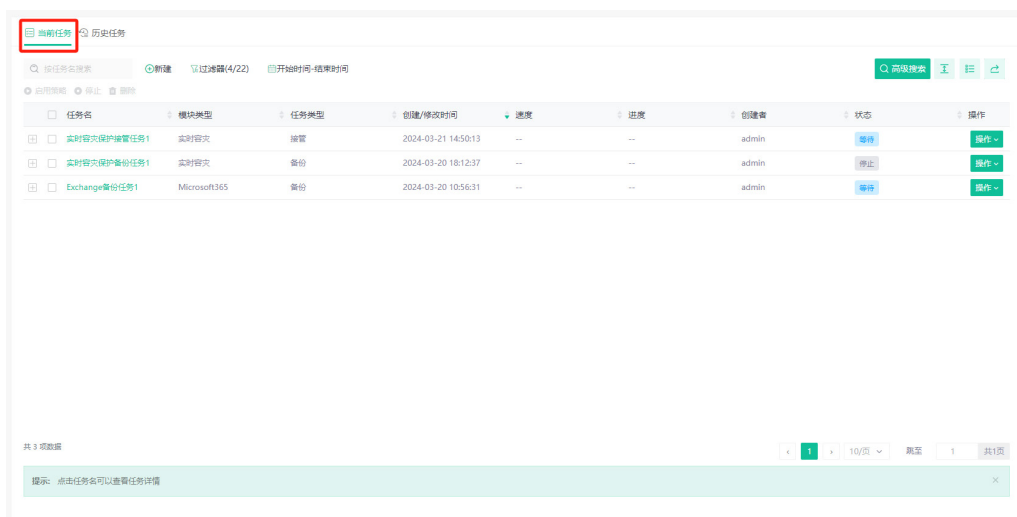 当前任务 历史任务
按任务名搜索 新建 过滤器(4/22) 开始时间-结束时间 高级搜索
启用策略 停止 删除
任务名 模块类型 任务类型 创建/修改时间 速度 进度 创建者 状态 操作
实时容灾保护接管任务1 实时容灾 接管 2024-03-21 14:50:13 -- -- admin 等待 操作
实时容灾保护备份任务1 实时容灾 备份 2024-03-20 18:12:37 -- -- admin 停止 操作
Exchange备份任务1 Microsoft365 备份 2024-03-20 10:56:31 -- -- admin 等待 操作
共 3 项数据 1 10/页 跳至 1 共1页
提示: 点击任务名可以查看任务详情